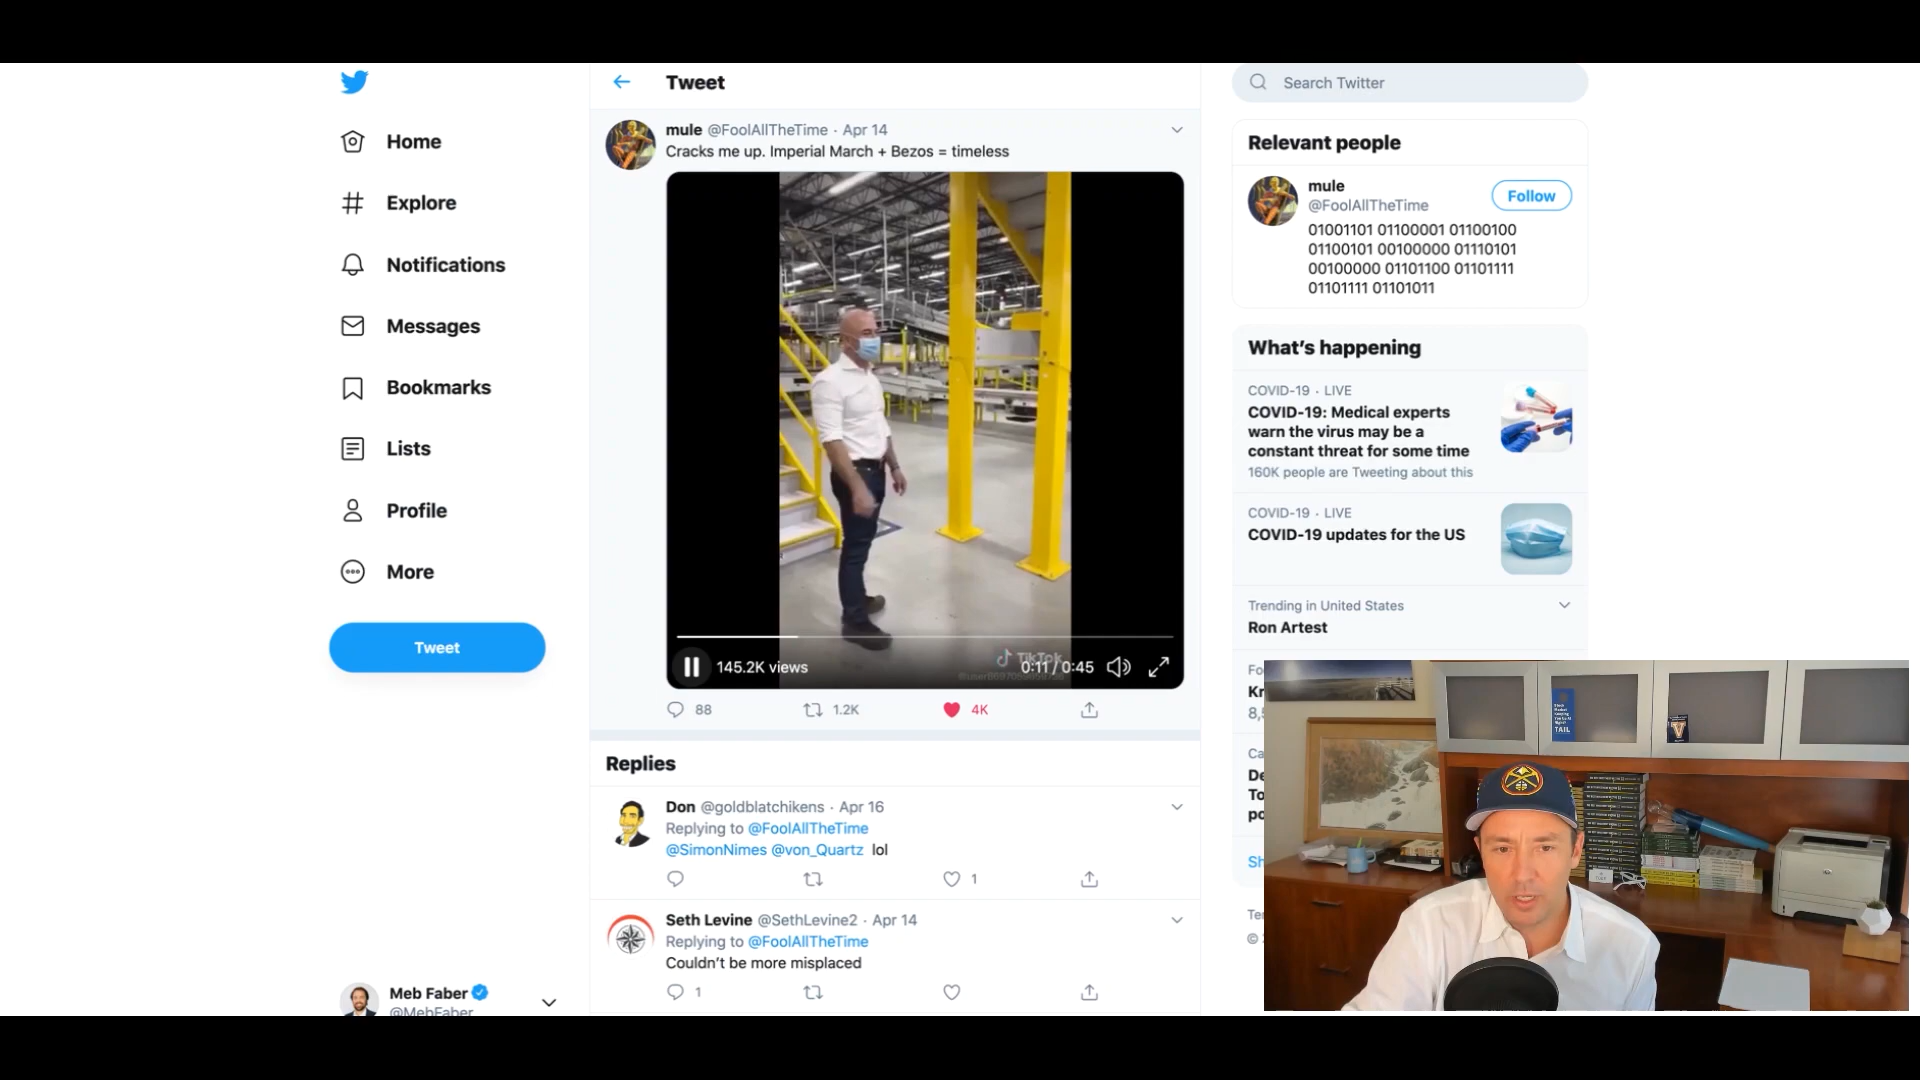 Tweet
Search Twitter
Home
Explore
Notifications
Messages
Bookmarks
Lists
Profile
More
Tweet
Meb Faber
@MebFaber
mule @FoolAllTheTime · Apr 14
Cracks me up. Imperial March + Bezos = timeless
TikTok
145.2K views
0:11 / 0:45
88
1.2K
4K
Replies
Don @goldblatchikens · Apr 16
Replying to @FoolAllTheTime
@SimonNimes @von_Quartz lol
1
Seth Levine @SethLevine2 · Apr 14
Replying to @FoolAllTheTime
Couldn't be more misplaced
1
Relevant people
mule
@FoolAllTheTime
Follow
01001101 01100001 01100100
01100101 00100000 01110101
00100000 01101100 01101111
01101111 01101011
What's happening
COVID-19 · LIVE
COVID-19: Medical experts
warn the virus may be a
constant threat for some time
160K people are Tweeting about this
COVID-19 · LIVE
COVID-19 updates for the US
Trending in United States
Ron Artest
TAIL
V